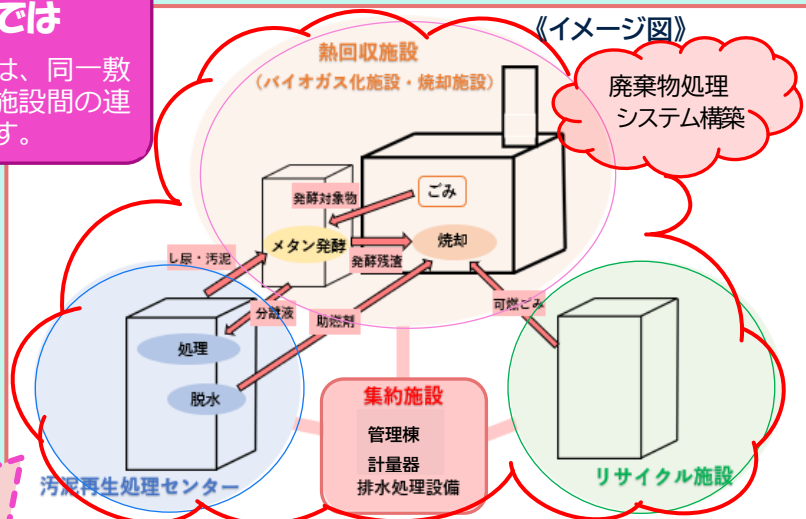 では
は、同一敷
施設間の連
す。
《イメージ図》
廃棄物処理
システム構築
熱回収施設
（バイオガス化施設・焼却施設）
発酵対象物
ごみ
メタン発酵
焼却
発酵残渣
し尿・汚泥
分離液
助燃剤
可燃ごみ
処理
脱水
集約施設
管理棟
計量器
排水処理設備
汚泥再生処理センター
リサイクル施設